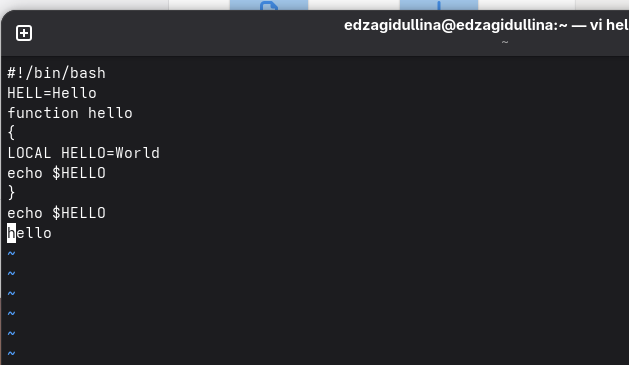 edzagidullina@edzagidullina:~ — vi hel
~
#!/bin/bash
HELL=Hello
function hello
{
LOCAL HELLO=World
echo $HELLO
}
echo $HELLO
hello
~
~
~
~
~
~